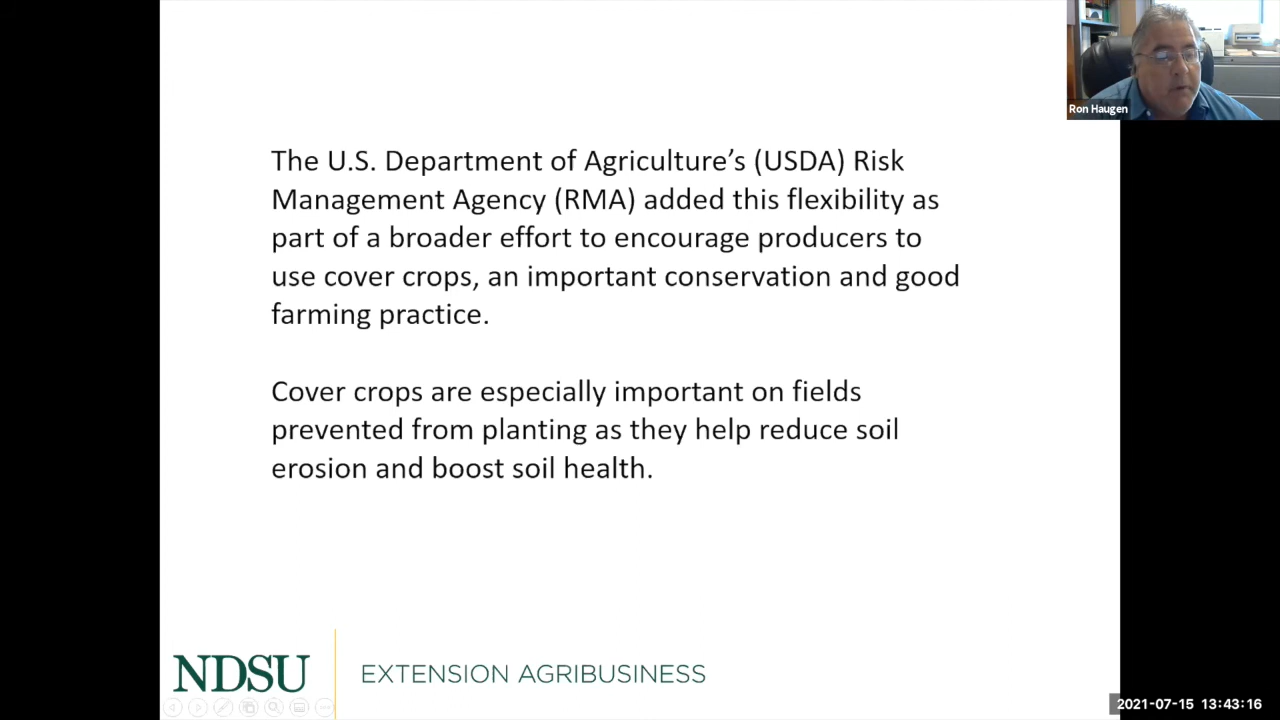 Ron Haugen
The U.S. Department of Agriculture’s (USDA) Risk
Management Agency (RMA) added this flexibility as
part of a broader effort to encourage producers to
use cover crops, an important conservation and good
farming practice.
Cover crops are especially important on fields
prevented from planting as they help reduce soil
erosion and boost soil health.
NDSU
EXTENSION AGRIBUSINESS
2021-07-15 13:43:16